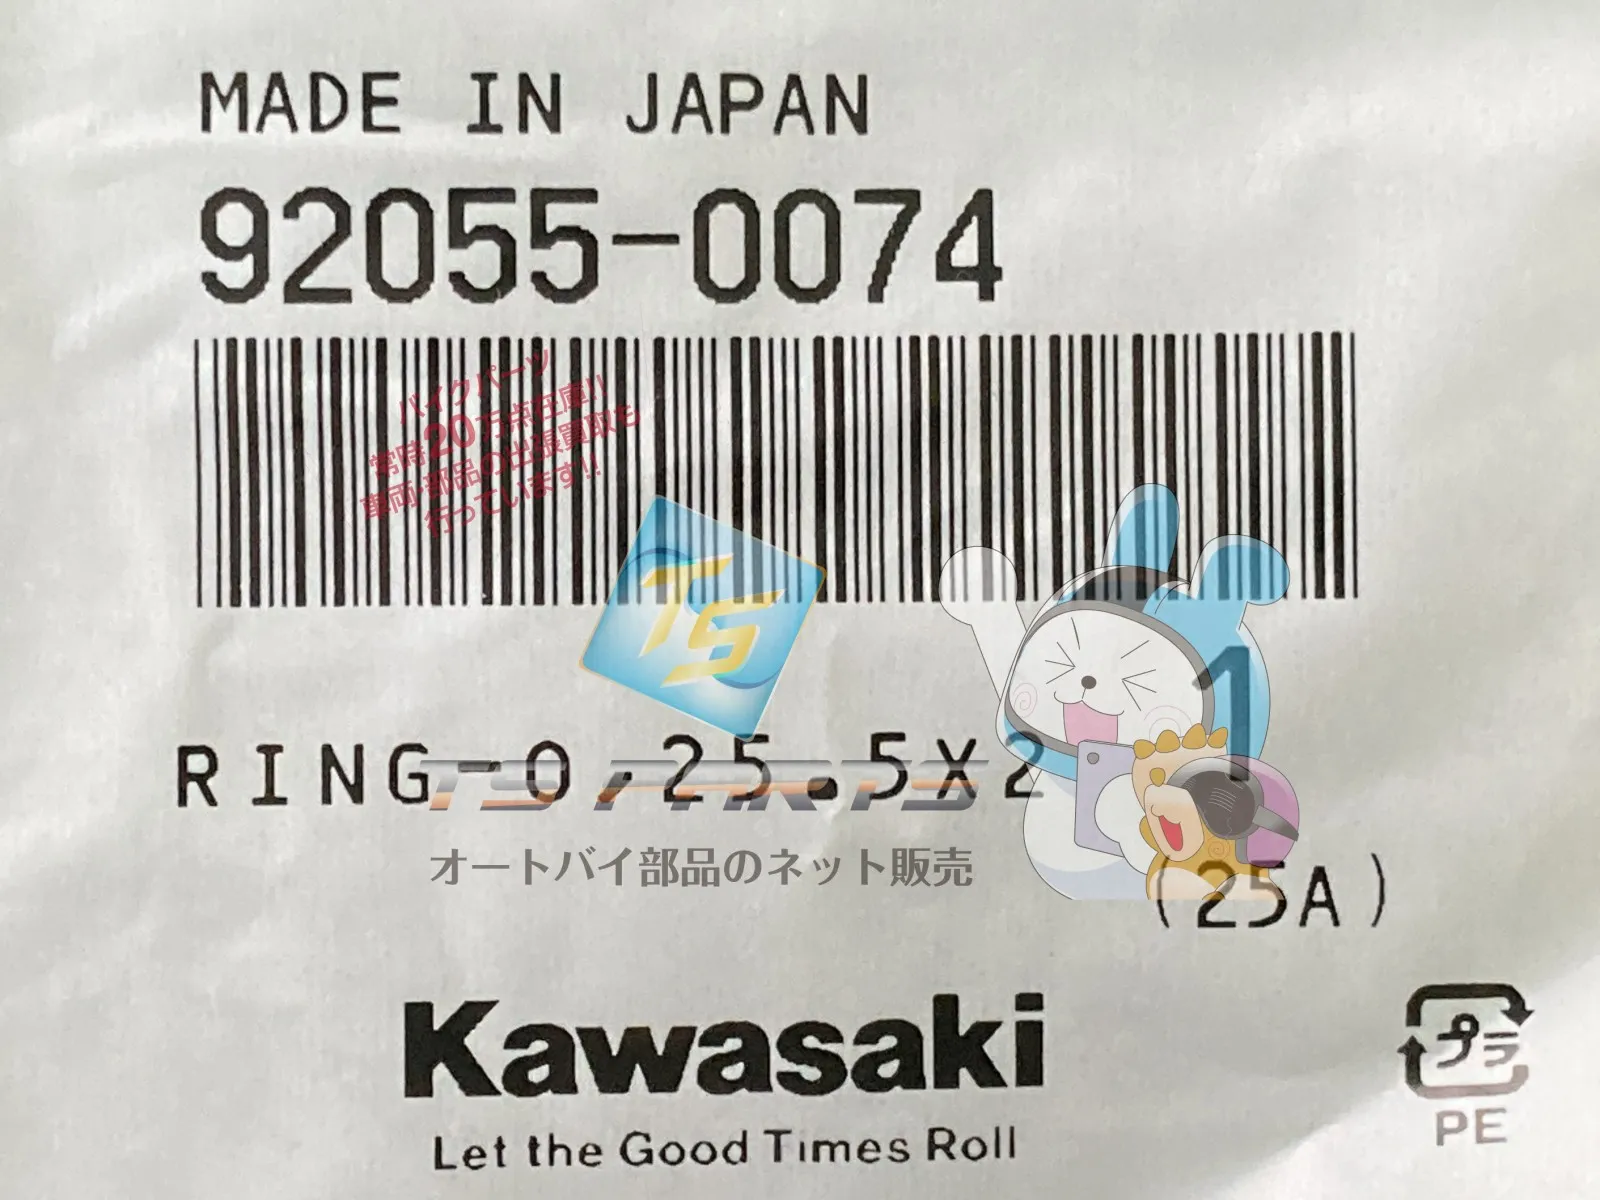 MADE IN JAPAN
92055-0074
バイクパーツ
常時20万点在庫!!
車両・部品の出張買取も
行っています!!
TS
1
RING-O,25.5X2
TS PARTS
オートバイ部品のネット販売
(25A)
Kawasaki
Let the Good Times Roll
プラ
PE